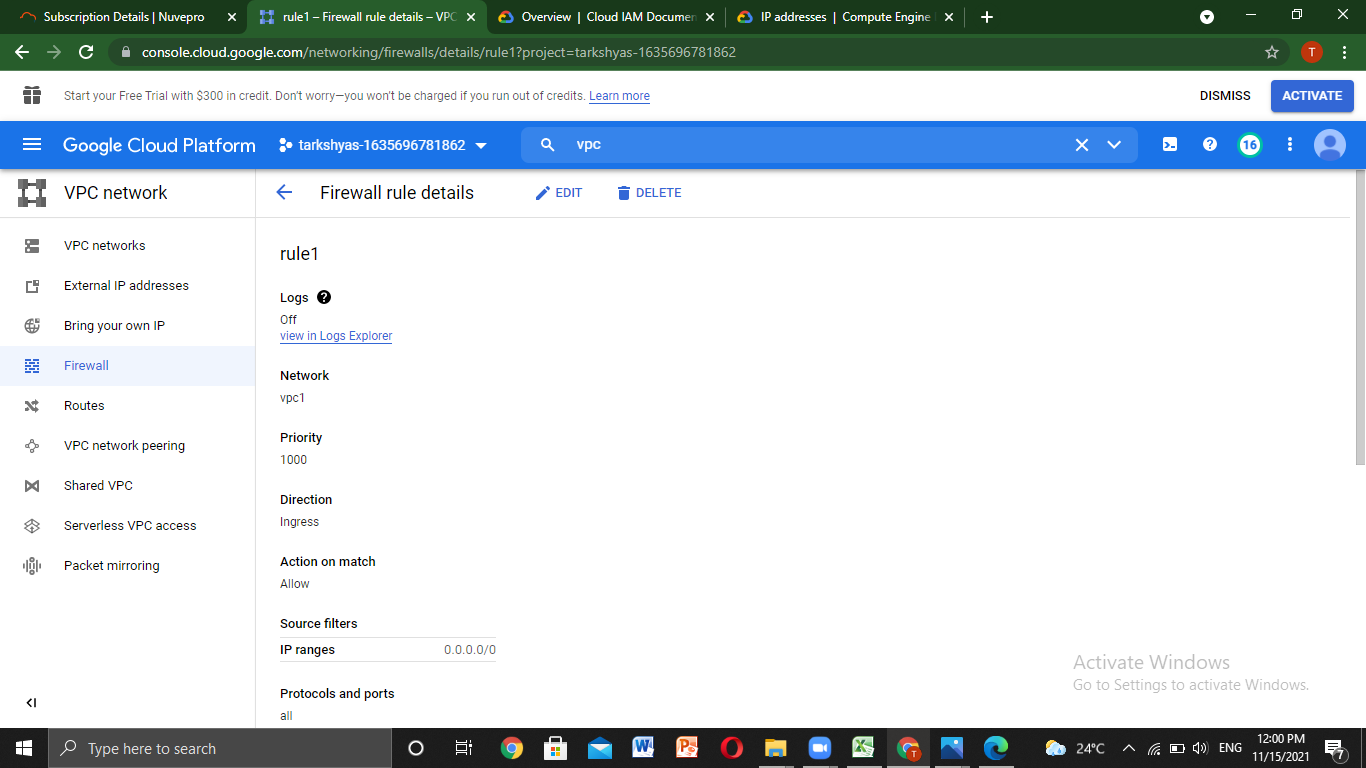 Subscription Details | Nuvepro
rule1 – Firewall rule details – VPC
Overview | Cloud IAM Documen
IP addresses | Compute Engine
console.cloud.google.com/networking/firewalls/details/rule1?project=tarkshyas-1635696781862
T
Start your Free Trial with $300 in credit. Don't worry—you won't be charged if you run out of credits. Learn more
DISMISS
ACTIVATE
Google Cloud Platform
tarkshyas-1635696781862
vpc
16
VPC network
Firewall rule details
EDIT
DELETE
VPC networks
External IP addresses
Bring your own IP
Firewall
Routes
VPC network peering
Shared VPC
Serverless VPC access
Packet mirroring
rule1
Logs
Off
view in Logs Explorer
Network
vpc1
Priority
1000
Direction
Ingress
Action on match
Allow
Source filters
IP ranges 0.0.0.0/0
Protocols and ports
all
Activate Windows
Go to Settings to activate Windows.
Type here to search
24°C
ENG
12:00 PM
11/15/2021
7